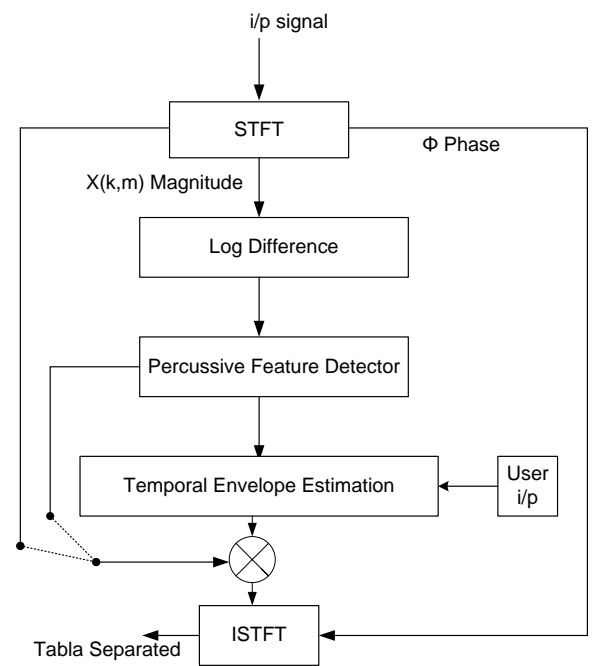 i/p signal
STFT
Φ Phase
X(k,m) Magnitude
Log Difference
Percussive Feature Detector
Temporal Envelope Estimation
User
i/p
ISTFT
Tabla Separated